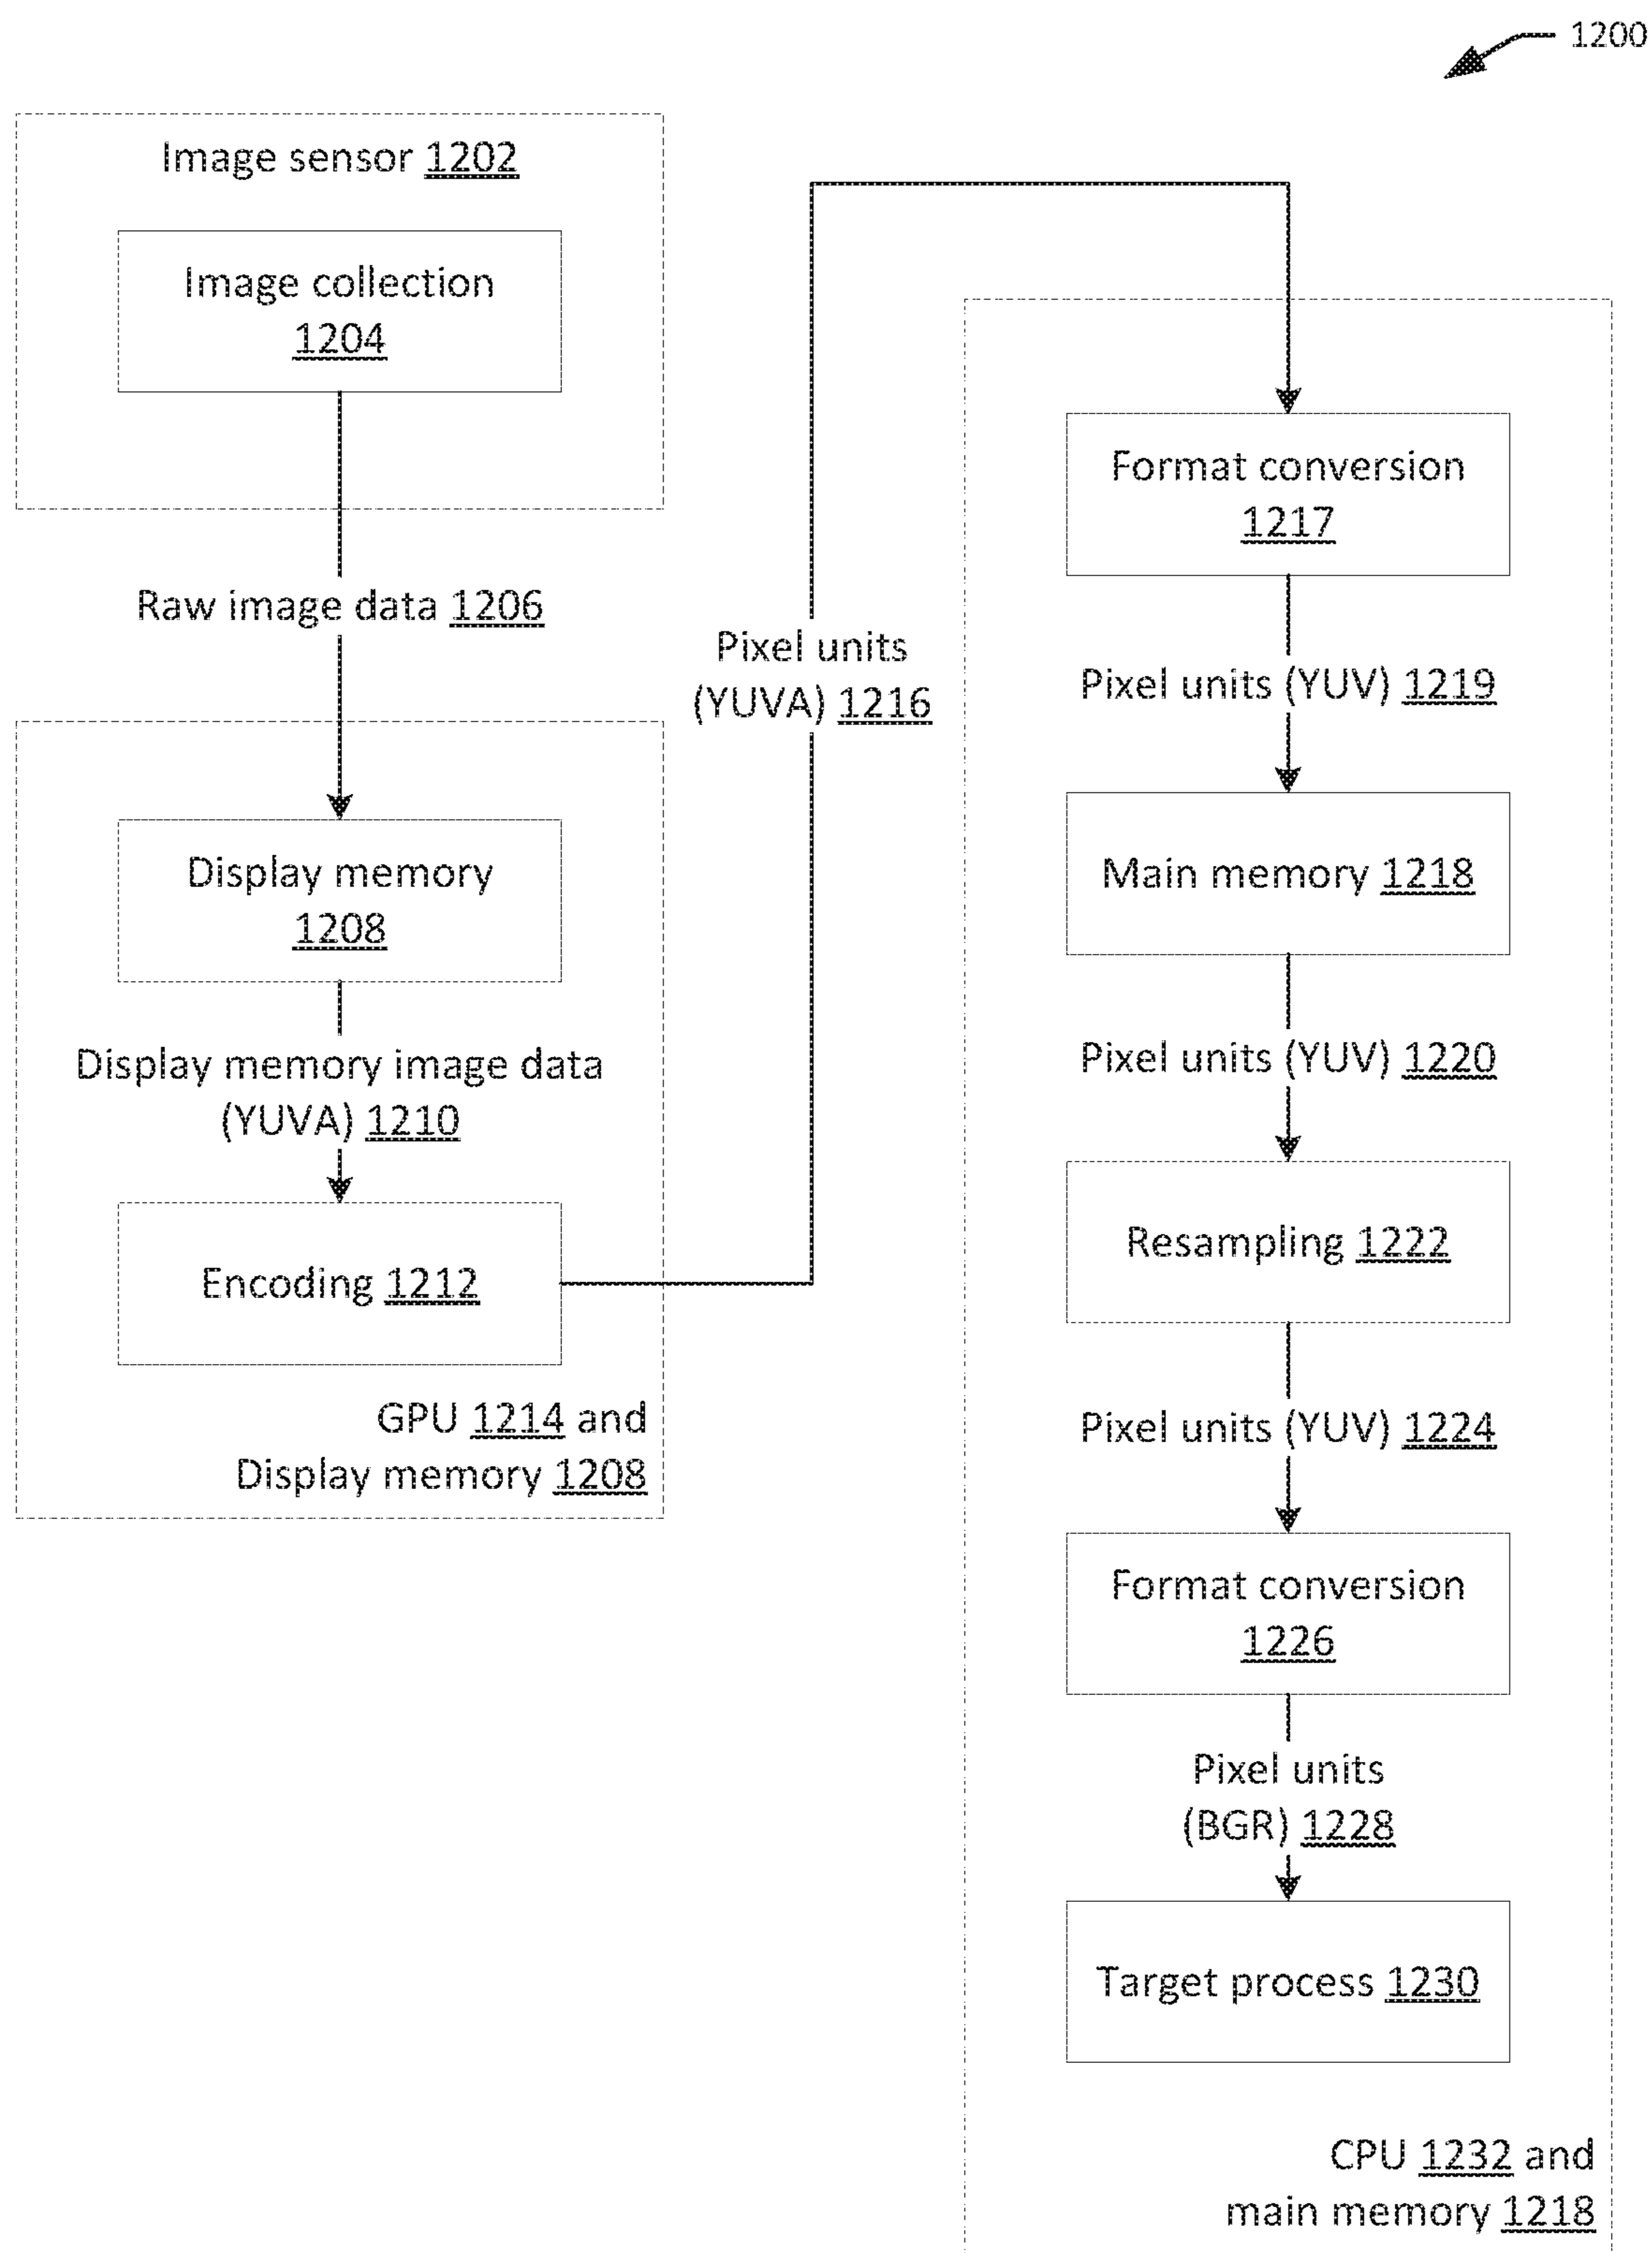 1200
Image sensor 1202
Image collection
1204
Raw image data 1206
Display memory
1208
Display memory image data
(YUVA) 1210
Encoding 1212
GPU 1214 and
Display memory 1208
Pixel units
(YUVA) 1216
Format conversion
1217
Pixel units (YUV) 1219
Main memory 1218
Pixel units (YUV) 1220
Resampling 1222
Pixel units (YUV) 1224
Format conversion
1226
Pixel units
(BGR) 1228
Target process 1230
CPU 1232 and
main memory 1218